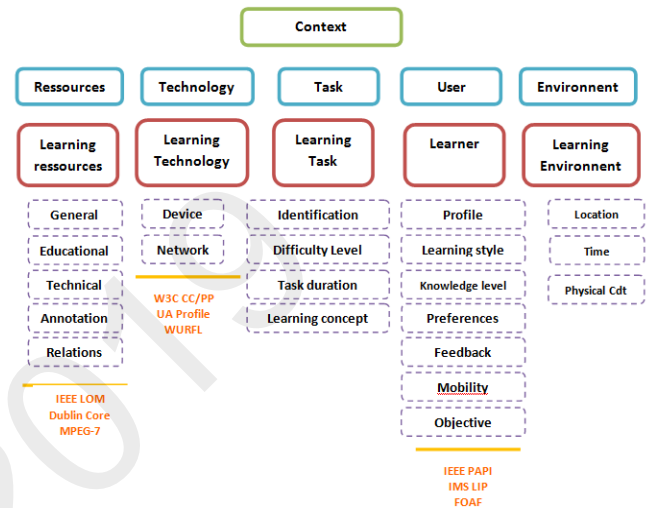 Context
Ressources
Technology
Task
User
Environnent
Learning
ressources
Learning
Technology
Learning
Task
Learner
Learning
Environnent
General
Educational
Technical
Annotation
Relations
IEEE LOM
Dublin Core
MPEG-7
Device
Network
W3C CC/PP
UA Profile
WURFL
Identification
Difficulty Level
Task duration
Learning concept
Profile
Learning style
Knowledge level
Preferences
Feedback
Mobility
Objective
IEEE PAPI
IMS LIP
FOAF
Location
Time
Physical Cdt
2019